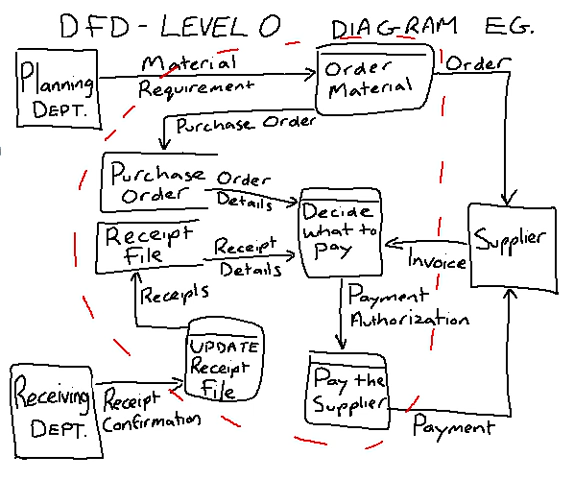 DFD - LEVEL 0 DIAGRAM EG.
Planning
DEPT.
Material
Requirement
Order
Material
Order
Purchase Order
Purchase
Order
Order
Details
Decide
what to
pay
Receipt
File
Receipt
Details
Invoice
Supplier
Receipts
Payment
Authorization
UPDATE
Receipt
File
Receiving
DEPT.
Receipt
Confirmation
Pay the
Supplier
Payment